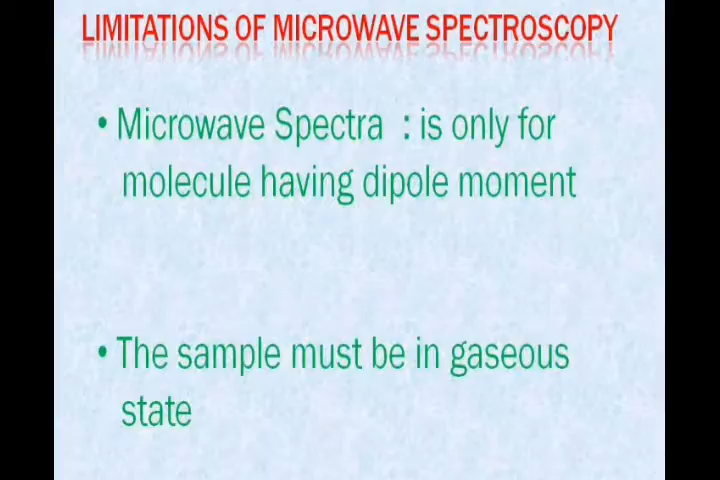 LIMITATIONS OF MICROWAVE SPECTROSCOPY
• Microwave Spectra : is only for
molecule having dipole moment
• The sample must be in gaseous
state